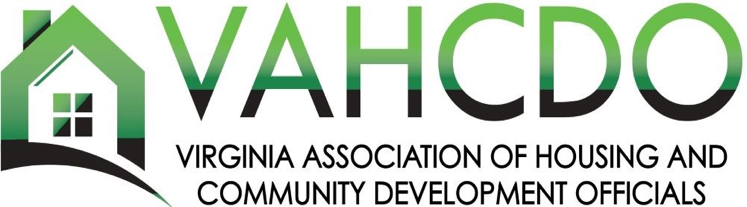 VAHCDO
VIRGINIA ASSOCIATION OF HOUSING AND
COMMUNITY DEVELOPMENT OFFICIALS